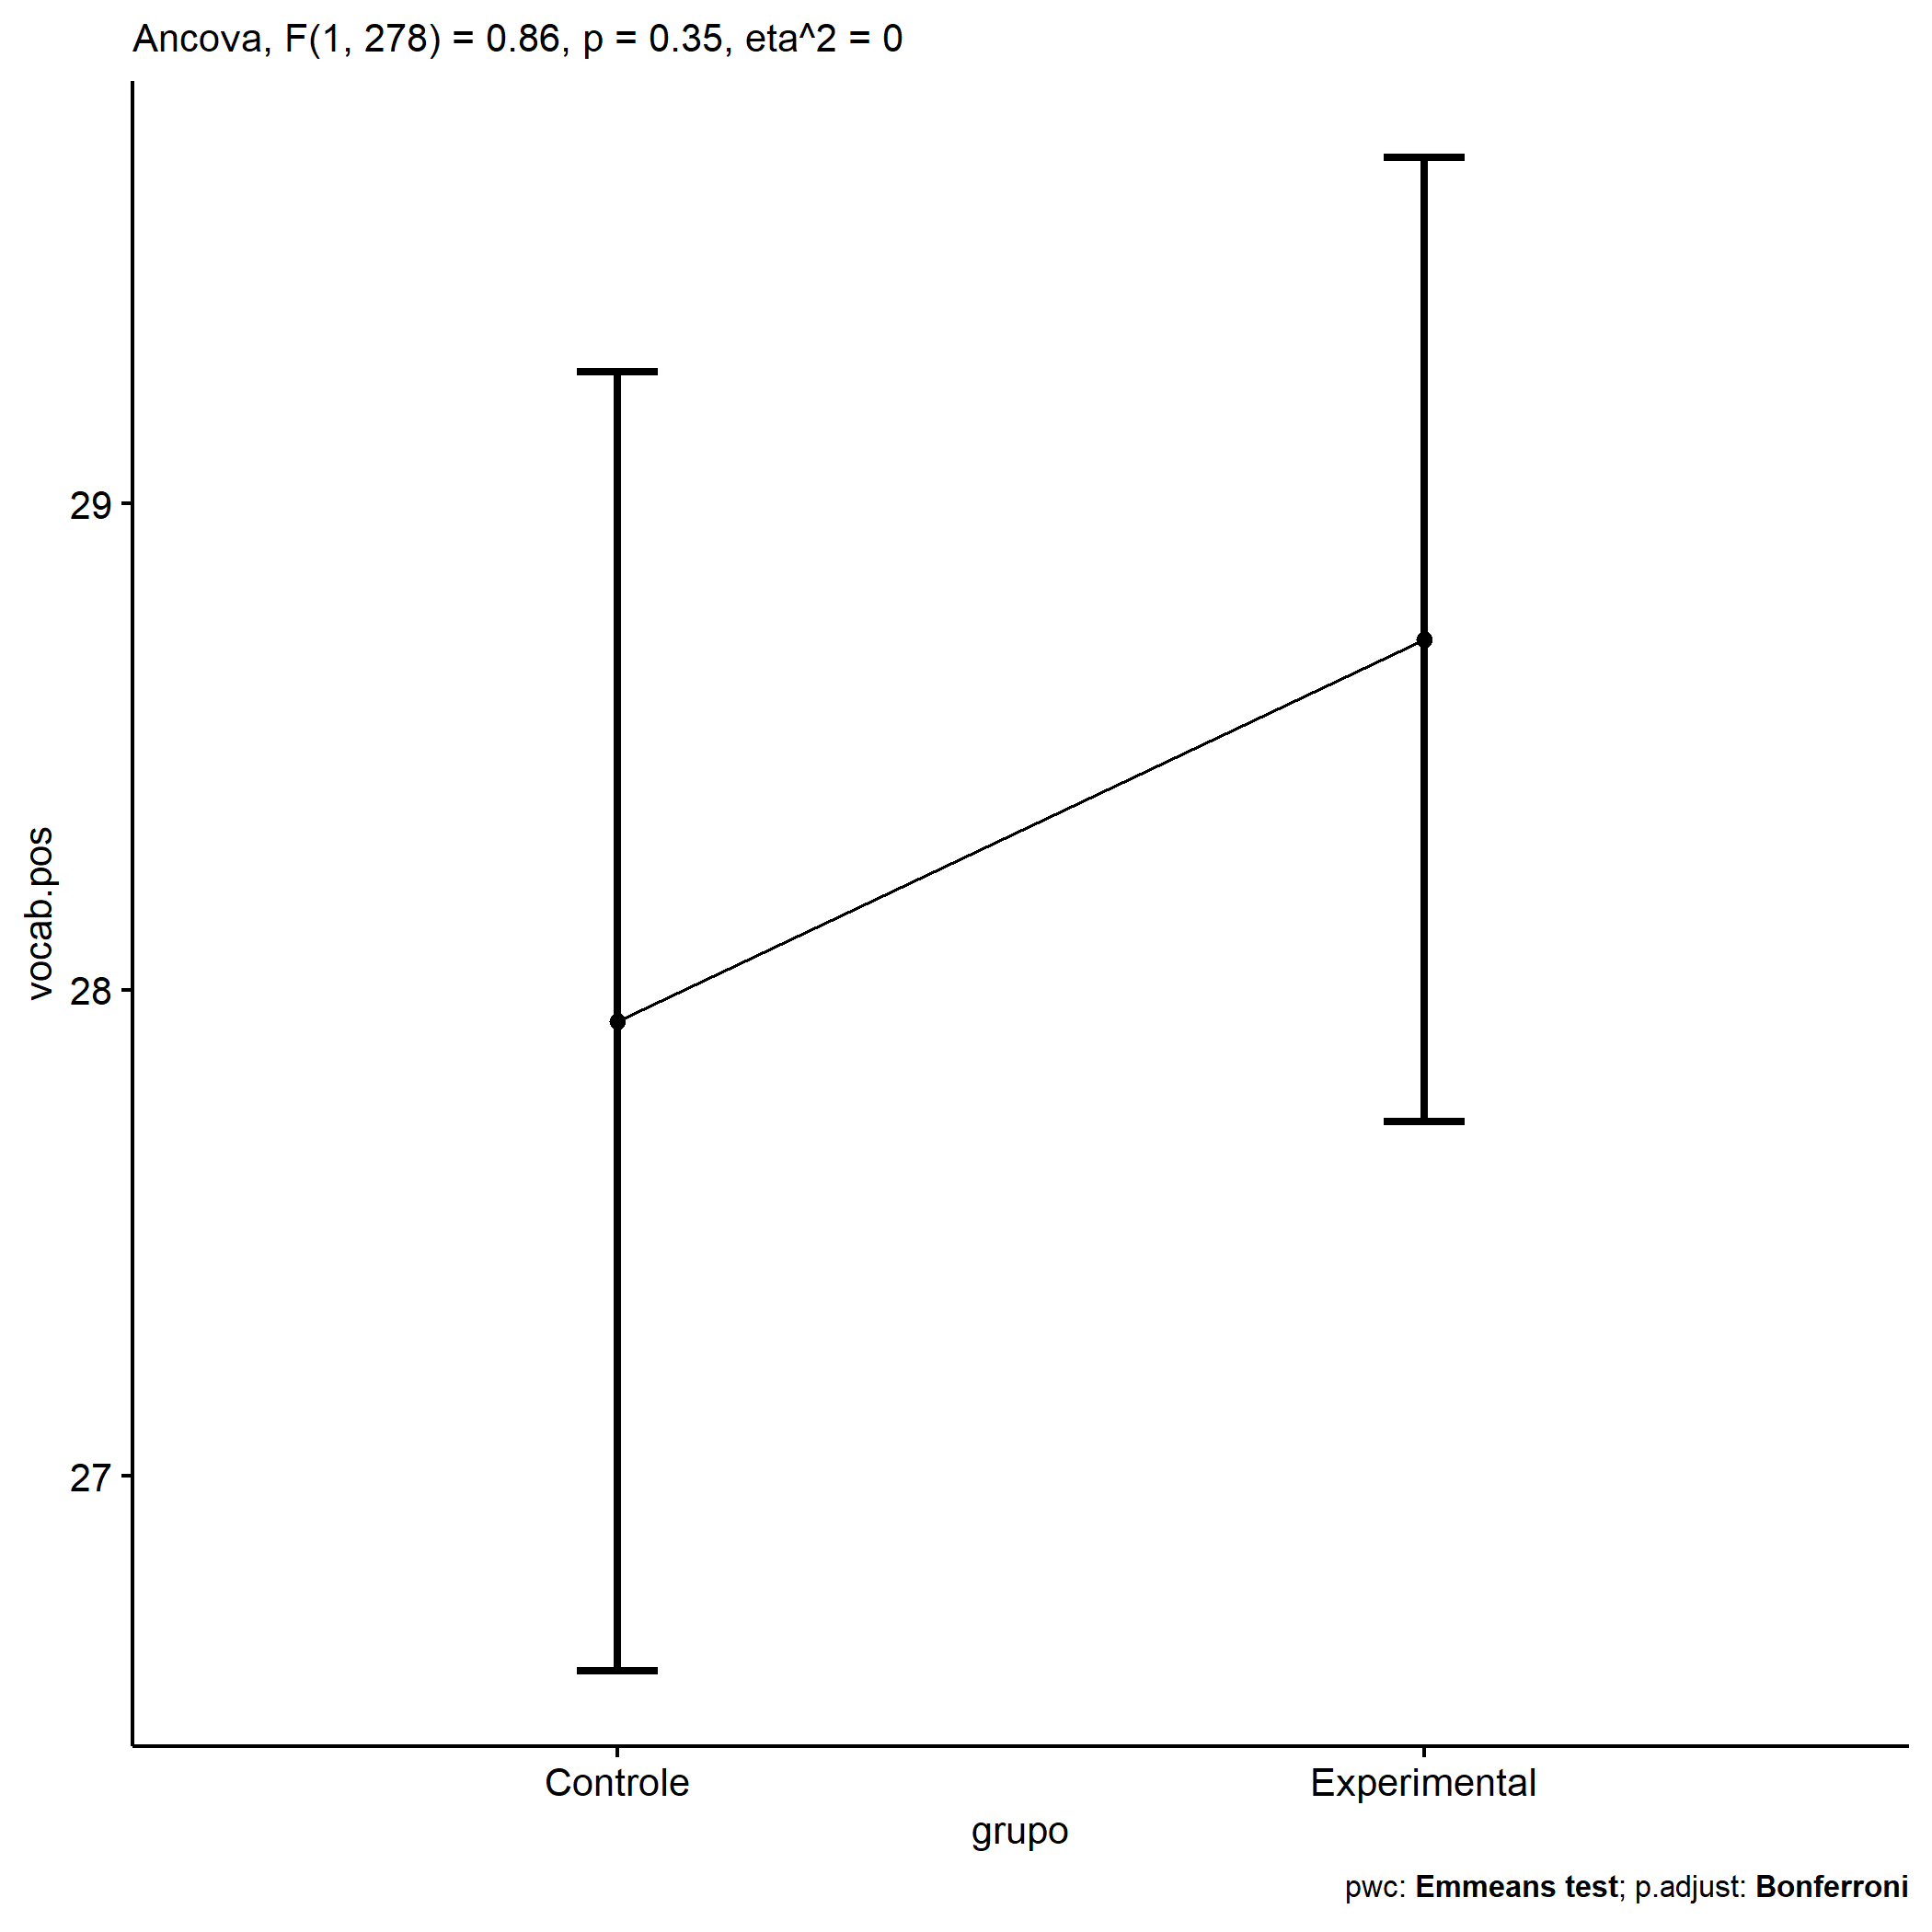 Ancova, F(1, 278) = 0.86, p = 0.35, eta^2 = 0
29
28
27
vocab.pos
Controle
Experimental
grupo
pwc: Emmeans test; p.adjust: Bonferroni